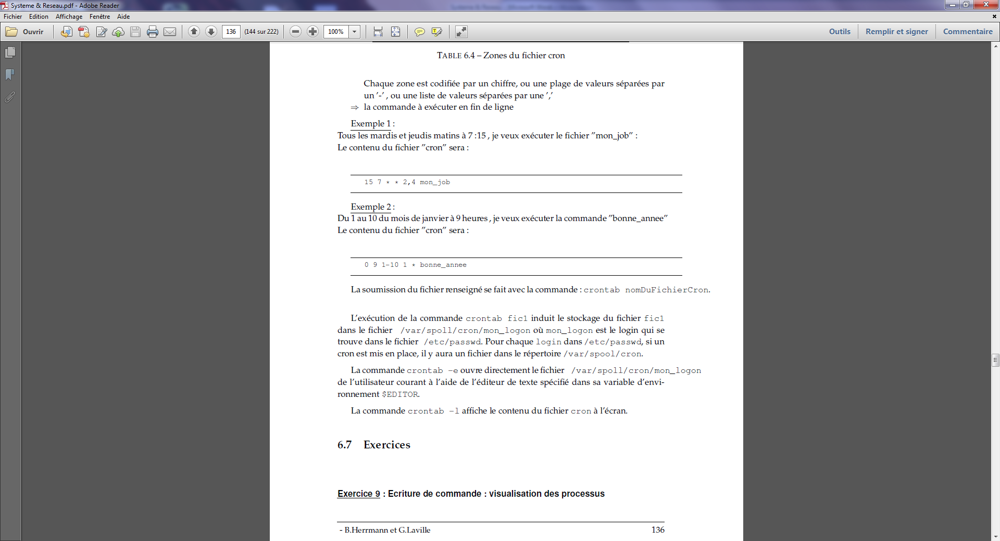 Systeme & Reseau.pdf - Adobe Reader
Fichier Edition Affichage Fenêtre Aide
Ouvrir 136 (144 sur 222) 100% Outils Remplir et signer Commentaire
TABLE 6.4 – Zones du fichier cron
Chaque zone est codifiée par un chiffre, ou une plage de valeurs séparées par
un ’-’ , ou une liste de valeurs séparées par une ’,’
⇒ la commande à exécuter en fin de ligne
Exemple 1 :
Tous les mardis et jeudis matins à 7 :15 , je veux exécuter le fichier ”mon_job” :
Le contenu du fichier ”cron” sera :
15 7 * * 2,4 mon_job
Exemple 2 :
Du 1 au 10 du mois de janvier à 9 heures , je veux exécuter la commande ”bonne_annee”
Le contenu du fichier ”cron” sera :
0 9 1-10 1 * bonne_annee
La soumission du fichier renseigné se fait avec la commande : crontab nomDuFichierCron.
L’exécution de la commande crontab fic1 induit le stockage du fichier fic1
dans le fichier /var/spoll/cron/mon_logon où mon_logon est le login qui se
trouve dans le fichier /etc/passwd. Pour chaque login dans /etc/passwd, si un
cron est mis en place, il y aura un fichier dans le répertoire /var/spool/cron.
La commande crontab -e ouvre directement le fichier /var/spoll/cron/mon_logon
de l’utilisateur courant à l’aide de l’éditeur de texte spécifié dans sa variable d’envi-
ronnement $EDITOR.
La commande crontab -l affiche le contenu du fichier cron à l’écran.
6.7 Exercices
Exercice 9 : Ecriture de commande : visualisation des processus
- B.Herrmann et G.Laville 136